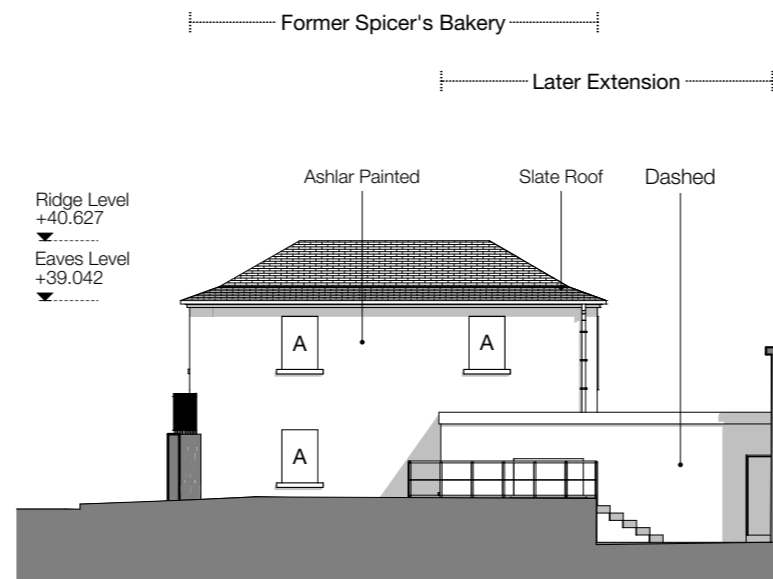 Former Spicer's Bakery
Later Extension
Ashlar Painted
Slate Roof
Dashed
Ridge Level
+40.627
Eaves Level
+39.042
A
A
A